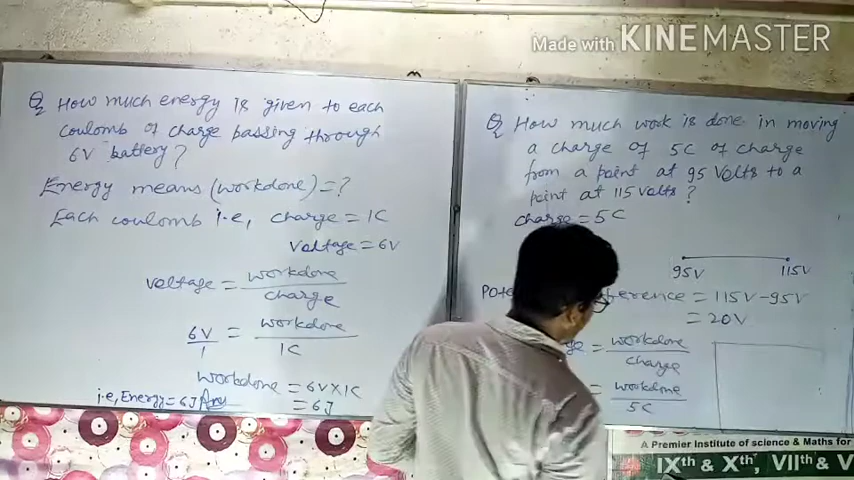 Made with KINEMASTER
Q How much energy is given to each
coulomb of charge passing through
6V battery?
Energy means (workdone) = ?
Each coulomb i.e, charge = 1C
voltage = 6V
voltage = workdone
charge
6V = workdone
1 1C
workdone = 6V x 1C
= 6J
i.e, Energy = 6J Ans
Q How much work is done in moving
a charge of 5C of charge
from a point at 95 Volts to a
point at 115 volts?
charge = 5C
95V 115V
= 115V-95V
= 20V
= workdone
charge
= workdone
5C
A Premier Institute of science & Maths for
IXth & Xth, VIIth & V